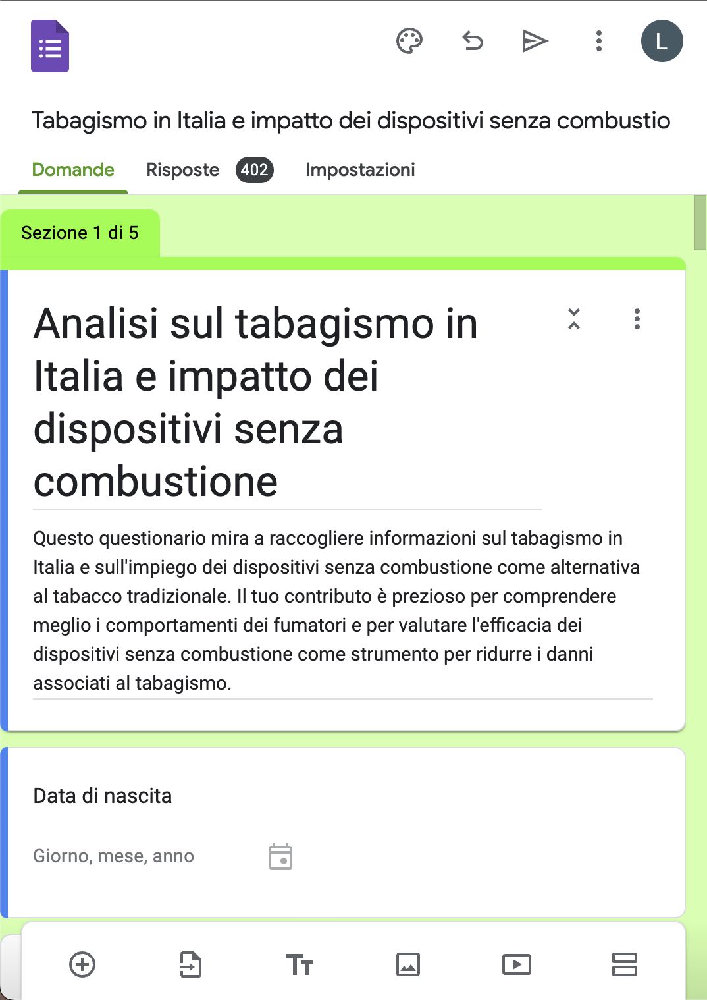 L
Tabagismo in Italia e impatto dei dispositivi senza combustio
Domande Risposte 402 Impostazioni
Sezione 1 di 5
Analisi sul tabagismo in
Italia e impatto dei
dispositivi senza
combustione
Questo questionario mira a raccogliere informazioni sul tabagismo in
Italia e sull'impiego dei dispositivi senza combustione come alternativa
al tabacco tradizionale. Il tuo contributo è prezioso per comprendere
meglio i comportamenti dei fumatori e per valutare l'efficacia dei
dispositivi senza combustione come strumento per ridurre i danni
associati al tabagismo.
Data di nascita
Giorno, mese, anno
Tт